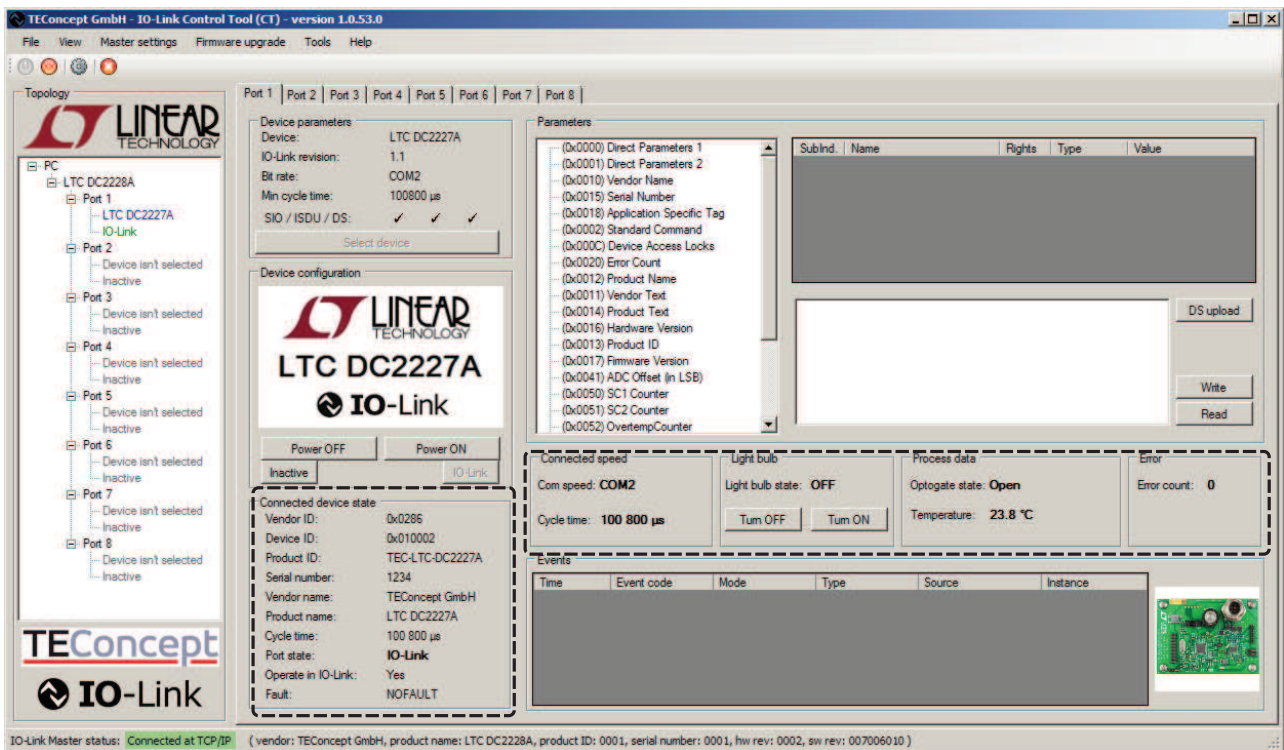 TEConcept GmbH - IO-Link Control Tool (CT) - version 1.0.53.0
File View Master settings Firmware upgrade Tools Help
Topology
LINEAR
TECHNOLOGY
PC
LTC DC2228A
Port 1
LTC DC2227A
IO-Link
Port 2
Device isn't selected
Inactive
Port 3
Device isn't selected
Inactive
Port 4
Device isn't selected
Inactive
Port 5
Device isn't selected
Inactive
Port 6
Device isn't selected
Inactive
Port 7
Device isn't selected
Inactive
Port 8
Device isn't selected
Inactive
TEConcept
IO-Link
Port 1 Port 2 Port 3 Port 4 Port 5 Port 6 Port 7 Port 8
Device parameters
Device: LTC DC2227A
IO-Link revision: 1.1
Bit rate: COM2
Min cycle time: 100800 µs
SIO / ISDU / DS: ✓ ✓ ✓
Select device
Device configuration
LINEAR
TECHNOLOGY
LTC DC2227A
IO-Link
Power OFF Power ON
Inactive IO-Link
Connected device state
Vendor ID: 0x0286
Device ID: 0x010002
Product ID: TEC-LTC-DC2227A
Serial number: 1234
Vendor name: TEConcept GmbH
Product name: LTC DC2227A
Cycle time: 100 800 µs
Port state: IO-Link
Operate in IO-Link: Yes
Fault: NOFAULT
Parameters
(0x0000) Direct Parameters 1
(0x0001) Direct Parameters 2
(0x0010) Vendor Name
(0x0015) Serial Number
(0x0018) Application Specific Tag
(0x0002) Standard Command
(0x000C) Device Access Locks
(0x0020) Error Count
(0x0012) Product Name
(0x0011) Vendor Text
(0x0014) Product Text
(0x0016) Hardware Version
(0x0013) Product ID
(0x0017) Firmware Version
(0x0041) ADC Offset (in LSB)
(0x0050) SC1 Counter
(0x0051) SC2 Counter
(0x0052) OvertempCounter
SubInd. Name Rights Type Value
DS upload
Write
Read
Connected speed
Com speed: COM2
Cycle time: 100 800 µs
Light bulb
Light bulb state: OFF
Turn OFF Turn ON
Process data
Optogate state: Open
Temperature: 23.8 °C
Error
Error count: 0
Events
Time Event code Mode Type Source Instance
IO-Link Master status: Connected at TCP/IP ( vendor: TEConcept GmbH, product name: LTC DC2228A, product ID: 0001, serial number: 0001, hw rev: 0002, sw rev: 007006010 )